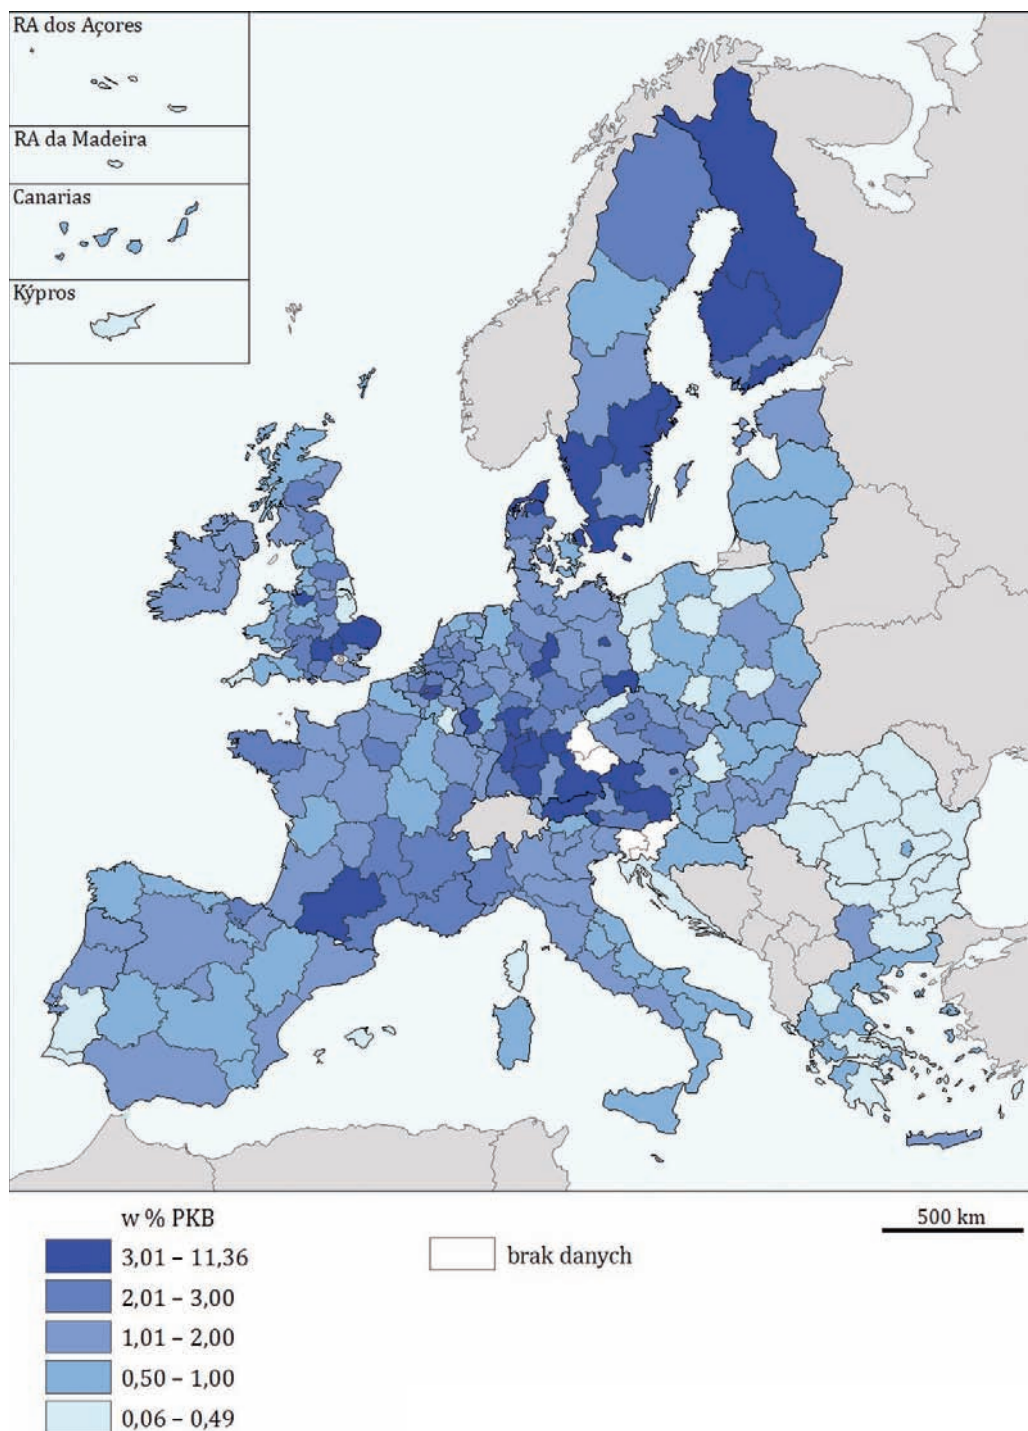 RA dos Açores
RA da Madeira
Canarias
Kýpros
w % PKB
500 km
3,01 – 11,36
brak danych
2,01 – 3,00
1,01 – 2,00
0,50 – 1,00
0,06 – 0,49